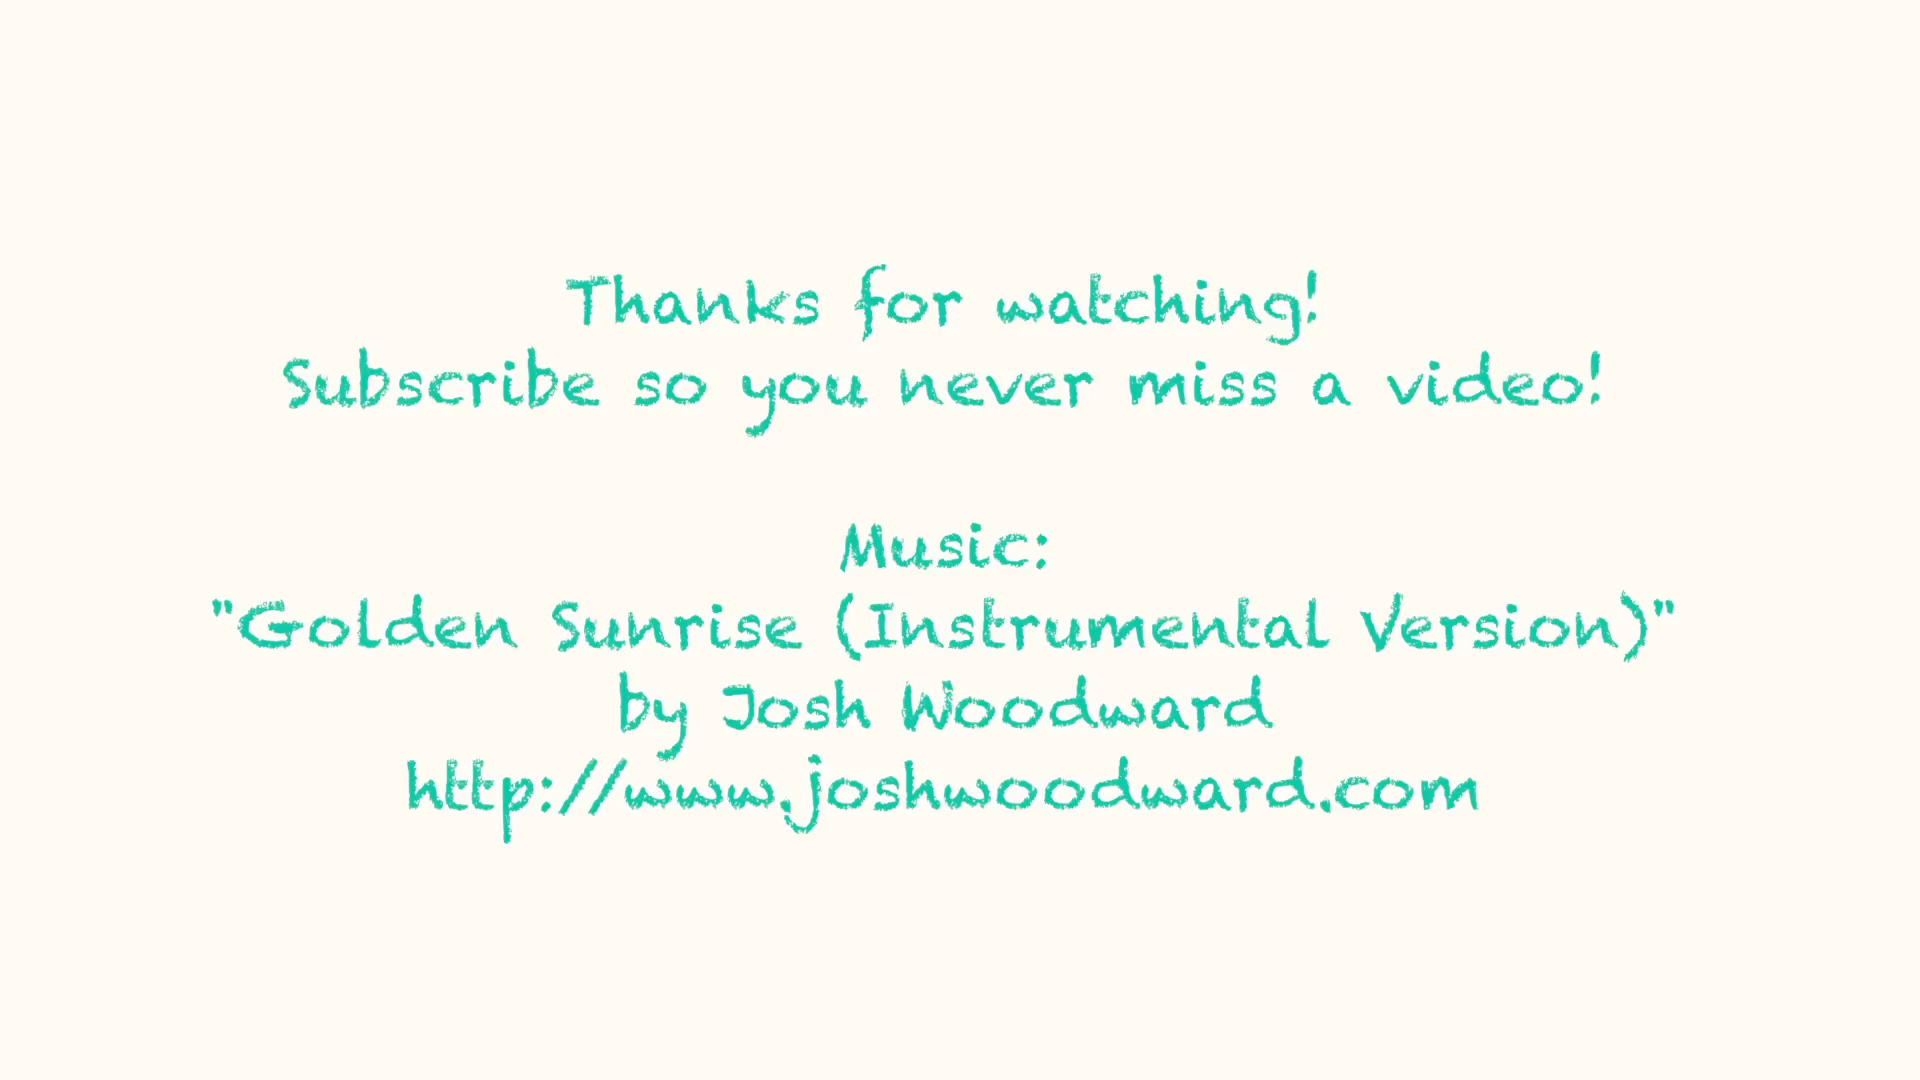 Thanks for watching!
Subscribe so you never miss a video!
Music:
"Golden Sunrise (Instrumental Version)"
by Josh Woodward
http://www.joshwoodward.com